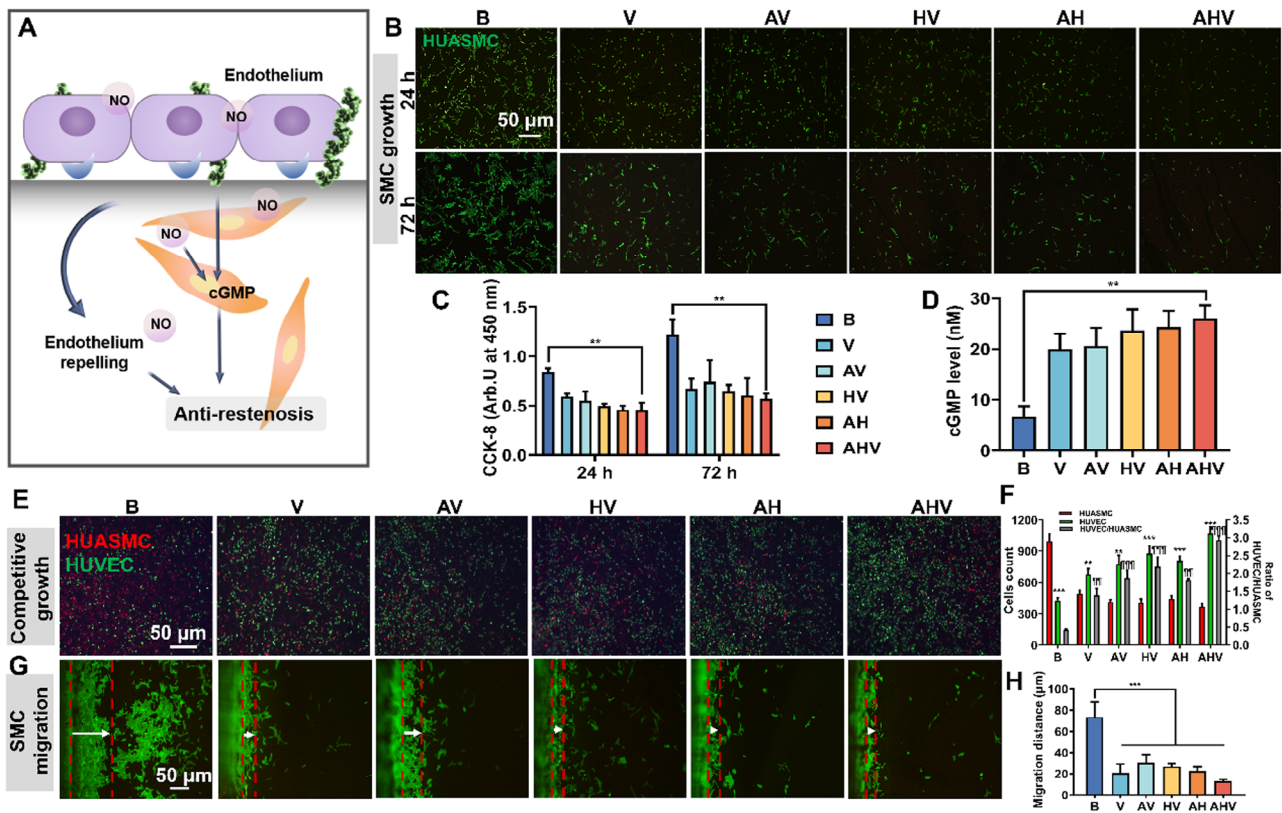 A
NO
NO
Endothelium
NO
NO
cGMP
NO
Endothelium
repelling
Anti-restenosis
B
B V AV HV AH AHV
SMC growth
24 h
72 h
HUASMC
50 μm
C
CCK-8 (Arb.U at 450 nm)
1.5
1.0
0.5
0.0
**
**
24 h 72 h
B
V
AV
HV
AH
AHV
D
cGMP level (nM)
30
20
10
0
**
B V AV HV AH AHV
E
B V AV HV AH AHV
Competitive
growth
HUASMC
HUVEC
50 μm
F
HUASMC
HUVEC
HUVEC/HUASMC
Cells count
1200
900
600
300
0
3.5
3.0
2.5
2.0
1.5
1.0
0.5
0.0
Ratio of
HUVEC/HUASMC
***
**
¶¶
**
¶¶¶
***
¶¶¶
***
¶¶
***
¶¶¶¶
B V AV HV AH AHV
G
SMC
migration
50 μm
H
Migration distance (μm)
100
80
60
40
20
0
***
B V AV HV AH AHV